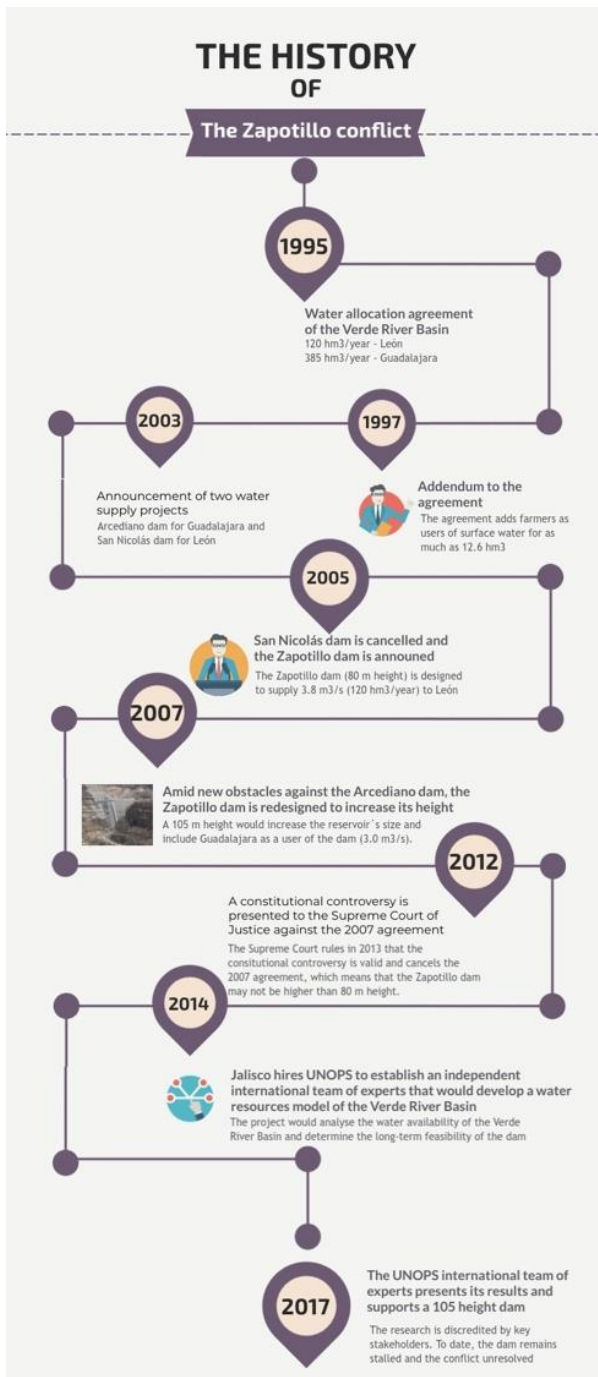 THE HISTORY
OF
The Zapotillo conflict
1995
Water allocation agreement
of the Verde River Basin
120 hm3/year - León
385 hm3/year - Guadalajara
1997
Addendum to the
agreement
The agreement adds farmers as
users of surface water for as
much as 12.6 hm3
2003
Announcement of two water
supply projects
Arcediano dam for Guadalajara and
San Nicolás dam for León
2005
San Nicolás dam is cancelled and
the Zapotillo dam is announed
The Zapotillo dam (80 m height) is designed
to supply 3.8 m3/s (120 hm3/year) to León
2007
Amid new obstacles against the Arcediano dam, the
Zapotillo dam is redesigned to increase its height
A 105 m height would increase the reservoir´s size and
include Guadalajara as a user of the dam (3.0 m3/s).
2012
A constitutional controversy is
presented to the Supreme Court of
Justice against the 2007 agreement
The Supreme Court rules in 2013 that the
consitutional controversy is valid and cancels the
2007 agreement, which means that the Zapotillo dam
may not be higher than 80 m height.
2014
Jalisco hires UNOPS to establish an independent
international team of experts that would develop a water
resources model of the Verde River Basin
The project would analyse the water availability of the Verde
River Basin and determine the long-term feasibility of the dam
2017
The UNOPS international team of
experts presents its results and
supports a 105 height dam
The research is discredited by key
stakeholders. To date, the dam remains
stalled and the conflict unresolved